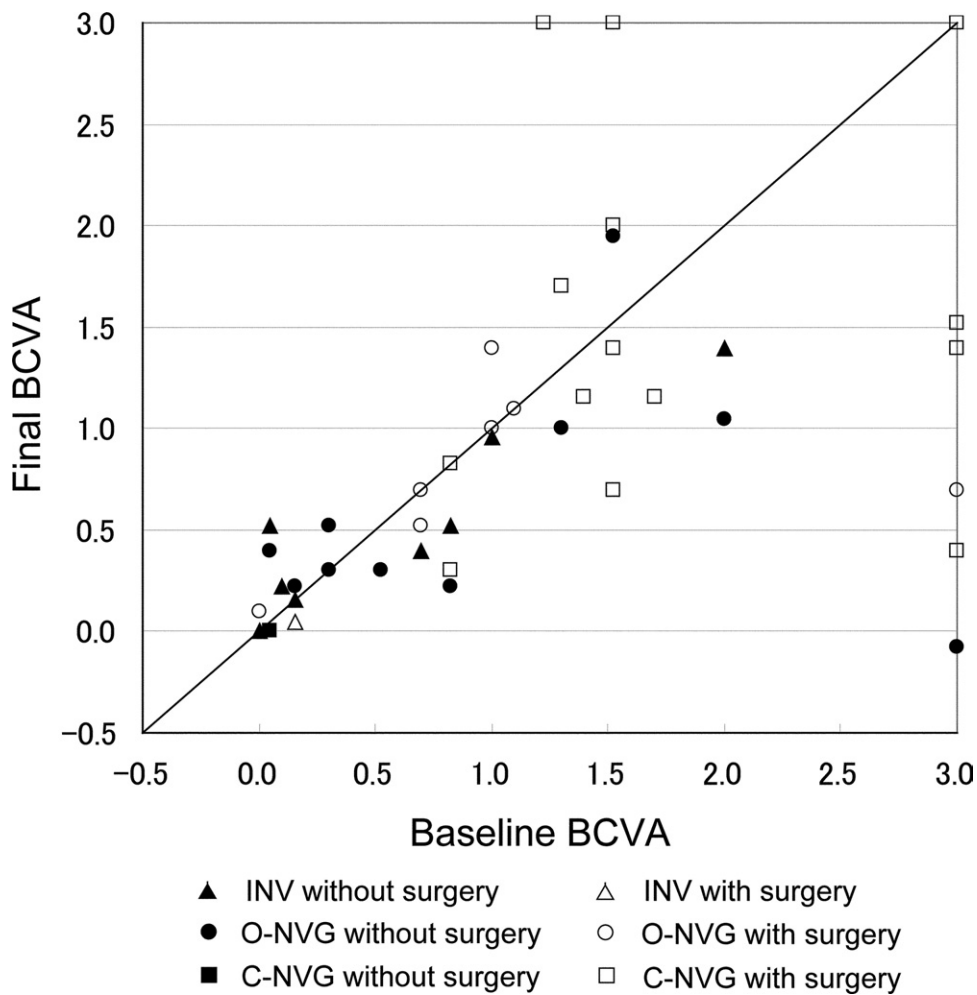 3.0
2.5
2.0
1.5
1.0
0.5
0.0
−0.5
Final BCVA
−0.5 0.0 0.5 1.0 1.5 2.0 2.5 3.0
Baseline BCVA
INV without surgery INV with surgery
O-NVG without surgery O-NVG with surgery
C-NVG without surgery C-NVG with surgery